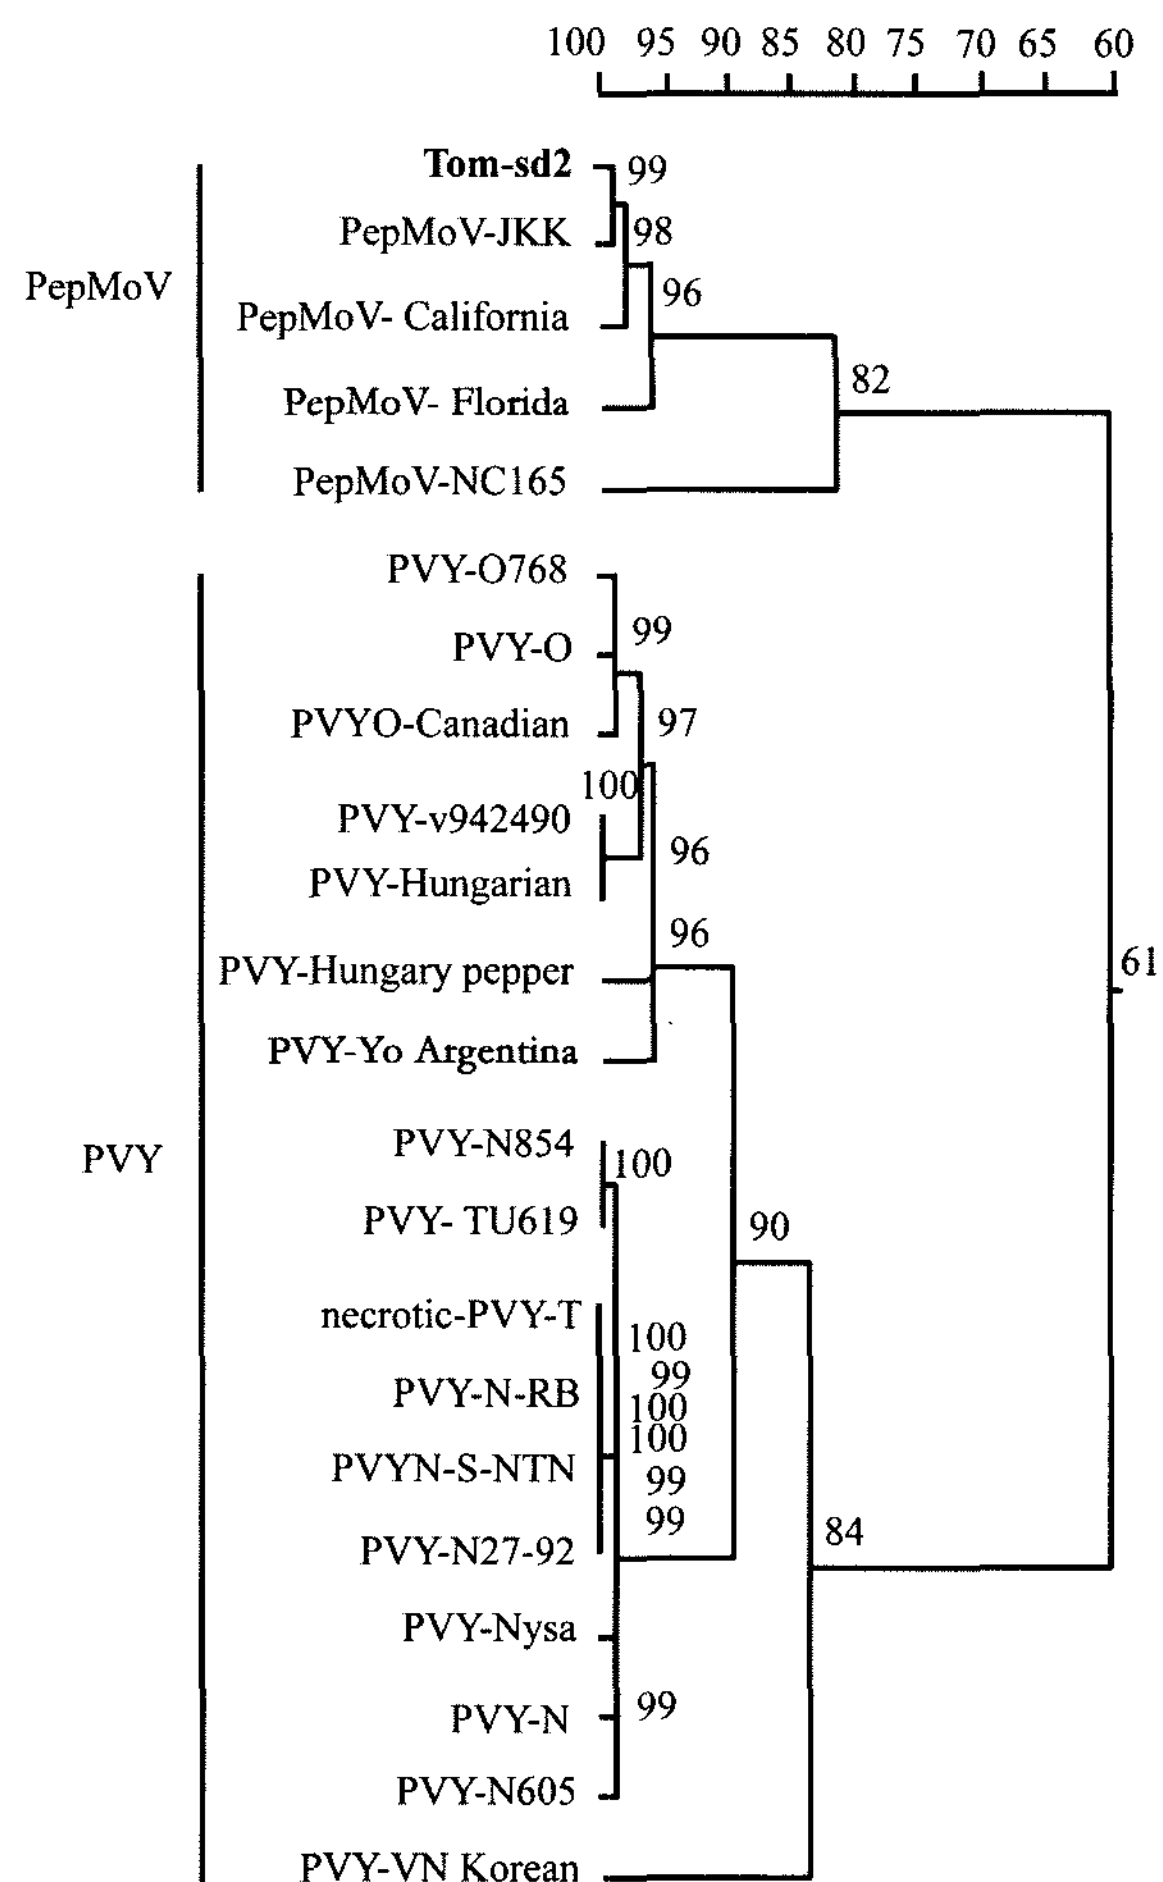 100 95 90 85 80 75 70 65 60
Tom-sd2
99
PepMoV-JKK
98
PepMoV
96
PepMoV- California
82
PepMoV- Florida
PepMoV-NC165
PVY-O768
99
PVY-O
PVYO-Canadian
97
100
PVY-v942490
96
PVY-Hungarian
96
61
PVY-Hungary pepper
PVY-Yo Argentina
PVY-N854
PVY
100
PVY- TU619
90
necrotic-PVY-T
100
99
PVY-N-RB
100
100
PVYN-S-NTN
99
99
84
PVY-N27-92
PVY-Nysa
99
PVY-N
PVY-N605
PVY-VN Korean